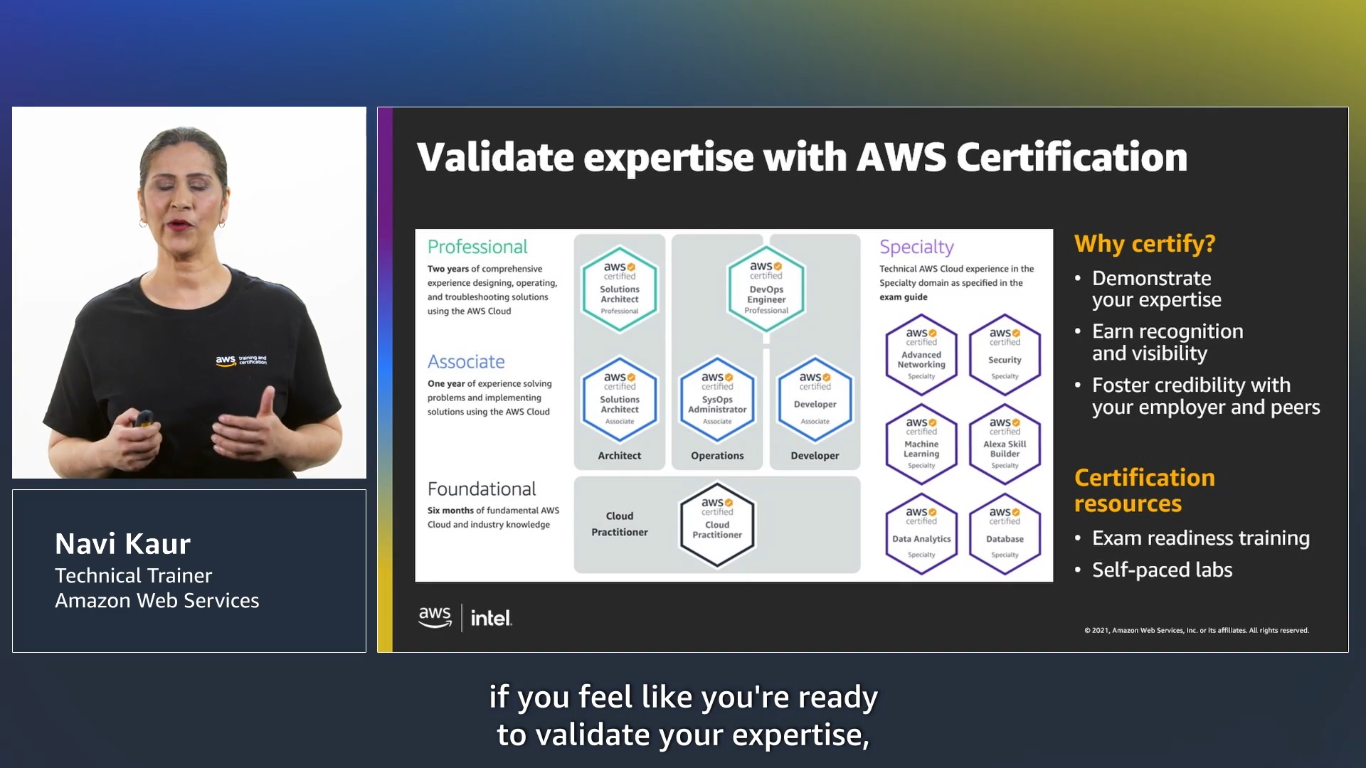 Validate expertise with AWS Certification
Professional
Two years of comprehensive
experience designing, operating,
and troubleshooting solutions
using the AWS Cloud
aws
certified
Solutions
Architect
Professional
aws
certified
DevOps
Engineer
Professional
Associate
One year of experience solving
problems and implementing
solutions using the AWS Cloud
aws
certified
Solutions
Architect
Associate
aws
certified
SysOps
Administrator
Associate
aws
certified
Developer
Associate
Architect
Operations
Developer
Foundational
Six months of fundamental AWS
Cloud and industry knowledge
Cloud
Practitioner
aws
certified
Cloud
Practitioner
Specialty
Technical AWS Cloud experience in the
Specialty domain as specified in the
exam guide
aws
certified
Advanced
Networking
Specialty
aws
certified
Security
Specialty
aws
certified
Machine
Learning
Specialty
aws
certified
Alexa Skill
Builder
Specialty
aws
certified
Data Analytics
Specialty
aws
certified
Database
Specialty
Why certify?
• Demonstrate
your expertise
• Earn recognition
and visibility
• Foster credibility with
your employer and peers
Certification
resources
• Exam readiness training
• Self-paced labs
aws | intel.
© 2021, Amazon Web Services, Inc. or its affiliates. All rights reserved.
aws training and
certification
Navi Kaur
Technical Trainer
Amazon Web Services
if you feel like you're ready
to validate your expertise,